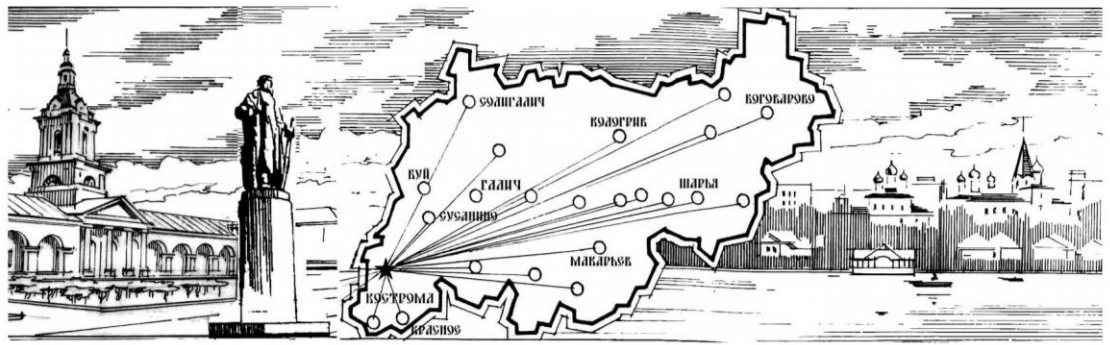 СОЛИГАЛИЧ
БОГОВАРОВО
КОЛОГРИВ
БУЙ
ГАЛИЧ
ШАРЬЯ
СУСАНИНО
МАКАРЬЕВ
КОСТРОМА
КРАСНОЕ